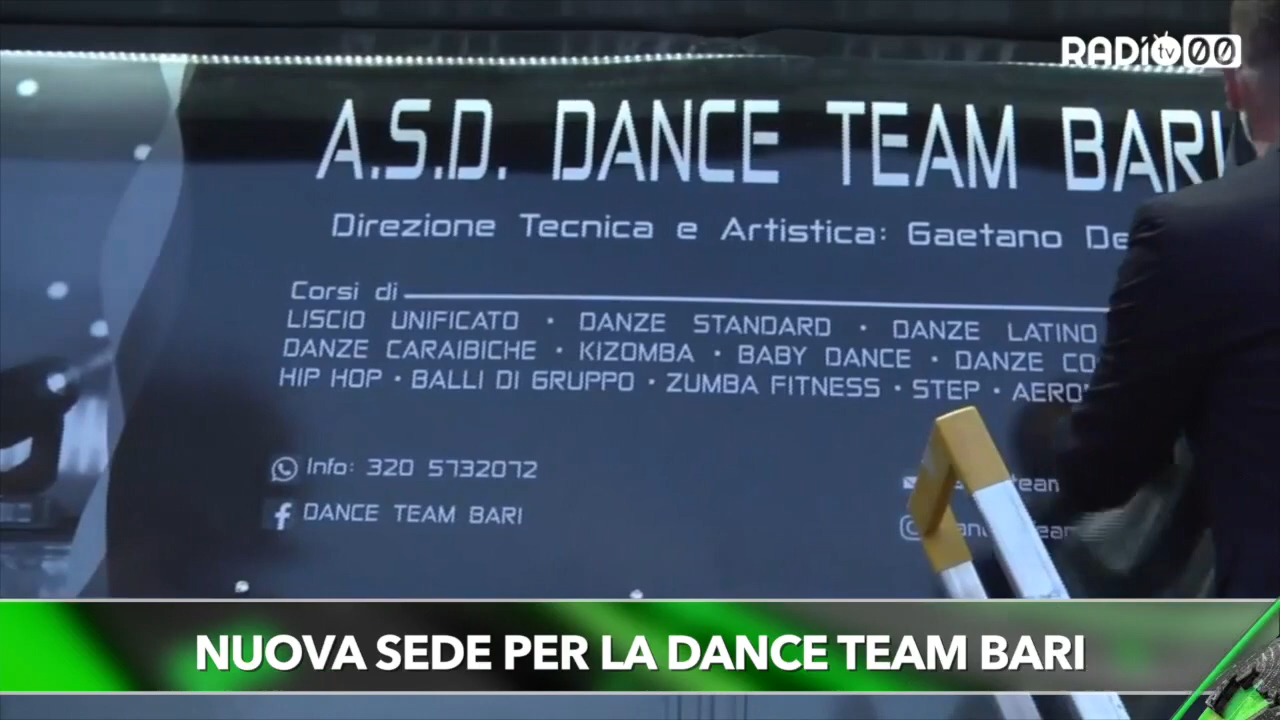 RADIO tv 00
A.S.D. DANCE TEAM BARI
Direzione Tecnica e Artistica: Gaetano De
Corsi di
LISCIO UNIFICATO • DANZE STANDARD • DANZE LATINO
DANZE CARAIBICHE • KIZOMBA • BABY DANCE • DANZE CO
HIP HOP • BALLI DI GRUPPO • ZUMBA FITNESS • STEP • AERO
Info: 320 5732072
DANCE TEAM BARI
NUOVA SEDE PER LA DANCE TEAM BARI